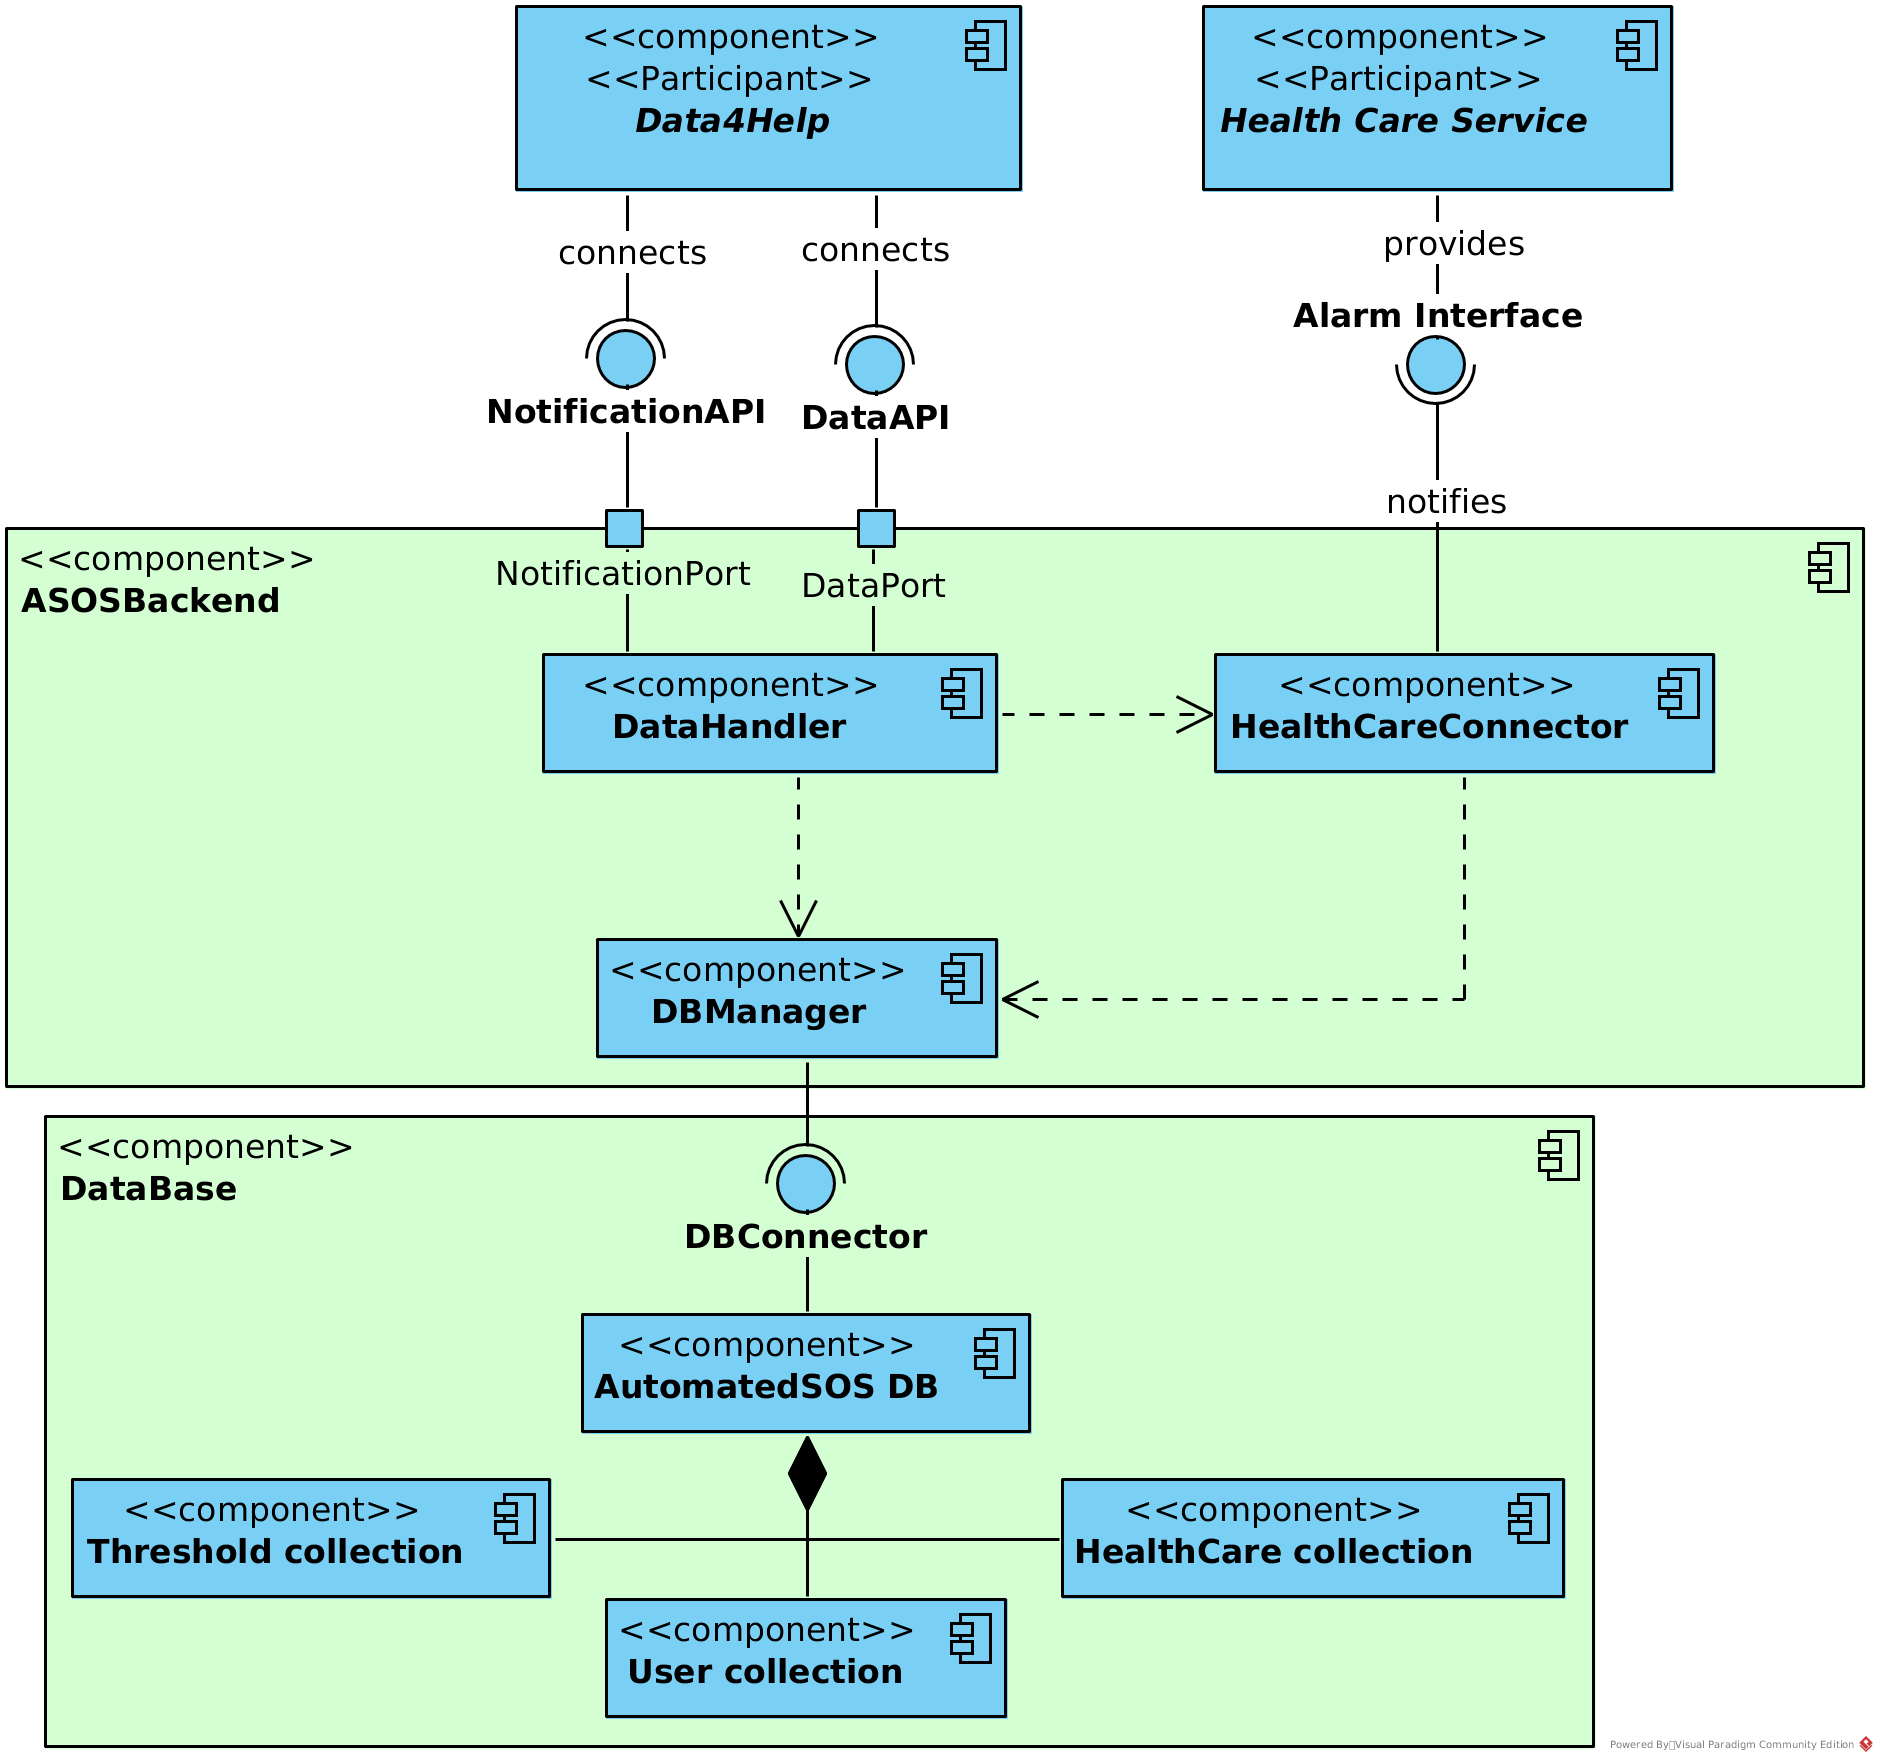 <<component>>
<<Participant>>
Data4Help
<<component>>
<<Participant>>
Health Care Service
connects
connects
provides
Alarm Interface
NotificationAPI
DataAPI
notifies
<<component>>
ASOSBackend
NotificationPort
DataPort
<<component>>
DataHandler
<<component>>
HealthCareConnector
<<component>>
DBManager
<<component>>
DataBase
DBConnector
<<component>>
AutomatedSOS DB
<<component>>
Threshold collection
<<component>>
HealthCare collection
<<component>>
User collection
Powered By Visual Paradigm Community Edition